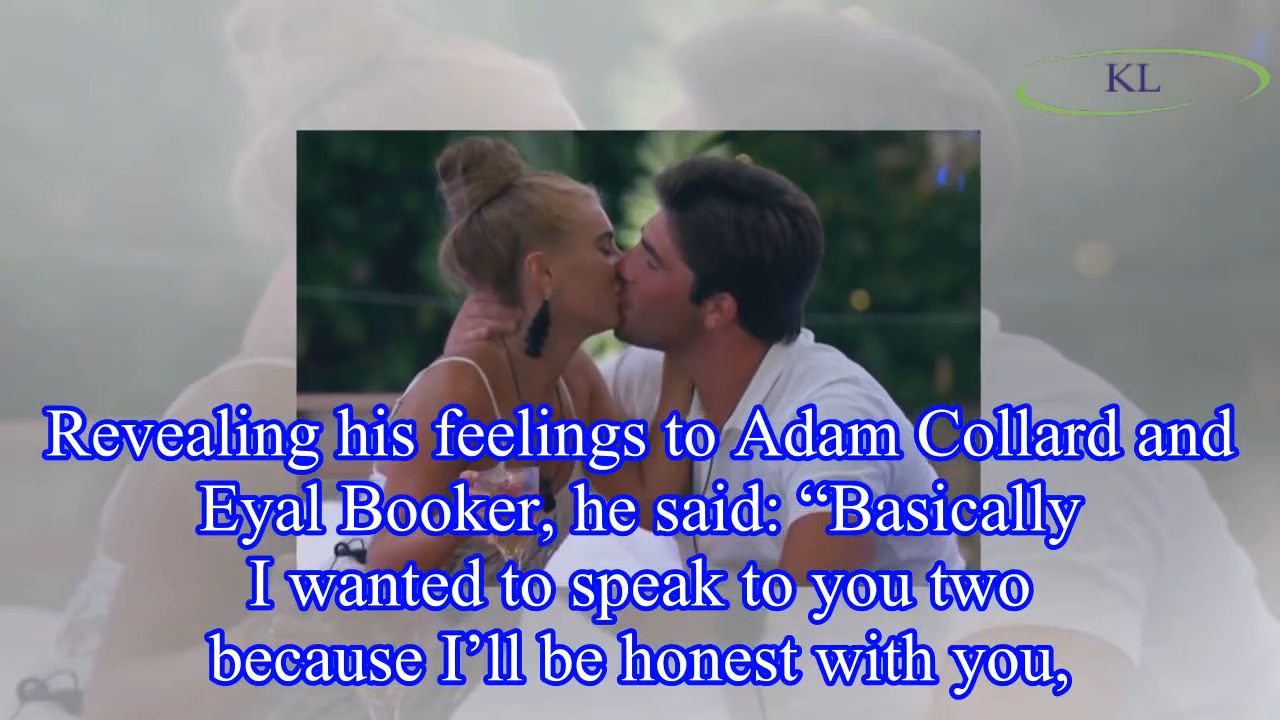 KL
Revealing his feelings to Adam Collard and
Eyal Booker, he said: “Basically
I wanted to speak to you two
because I’ll be honest with you,